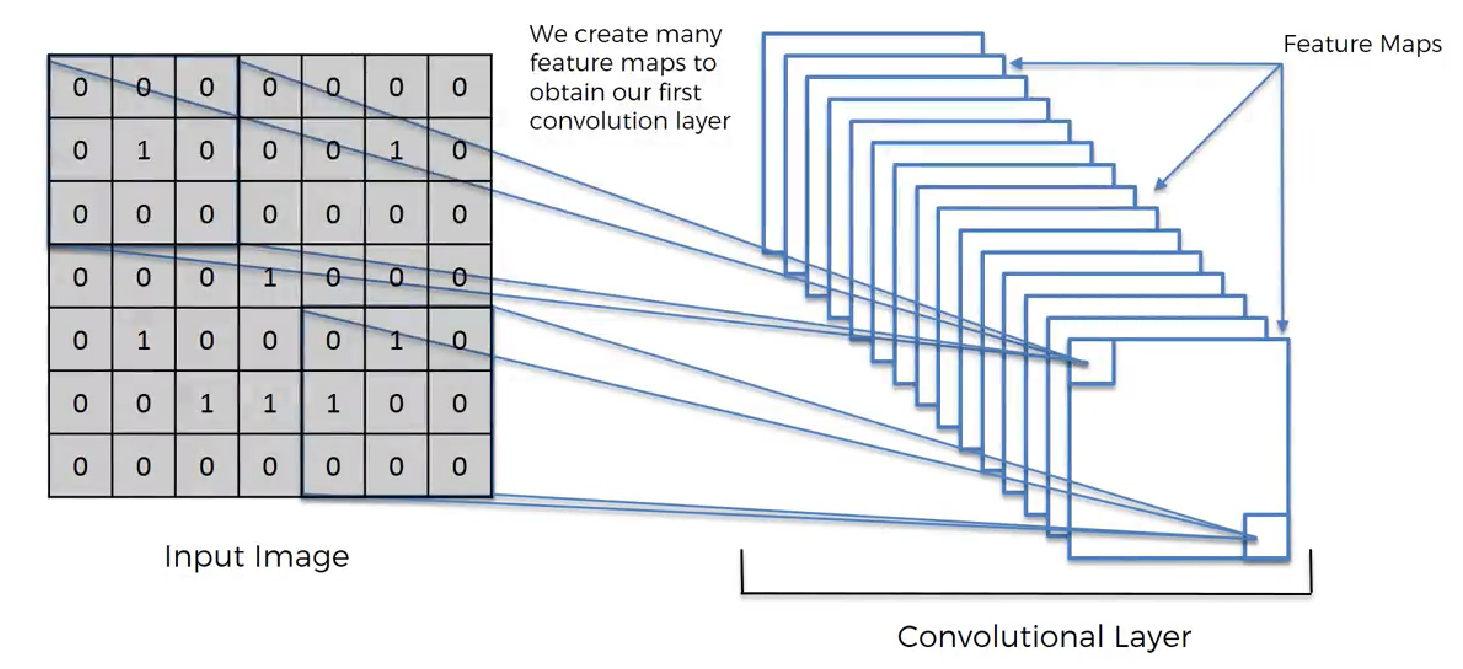 We create many
feature maps to
obtain our first
convolution layer
Feature Maps
0 0 0 0 0 0 0
0 1 0 0 0 1 0
0 0 0 0 0 0 0
0 0 0 1 0 0 0
0 1 0 0 0 1 0
0 0 1 1 1 0 0
0 0 0 0 0 0 0
Input Image
Convolutional Layer